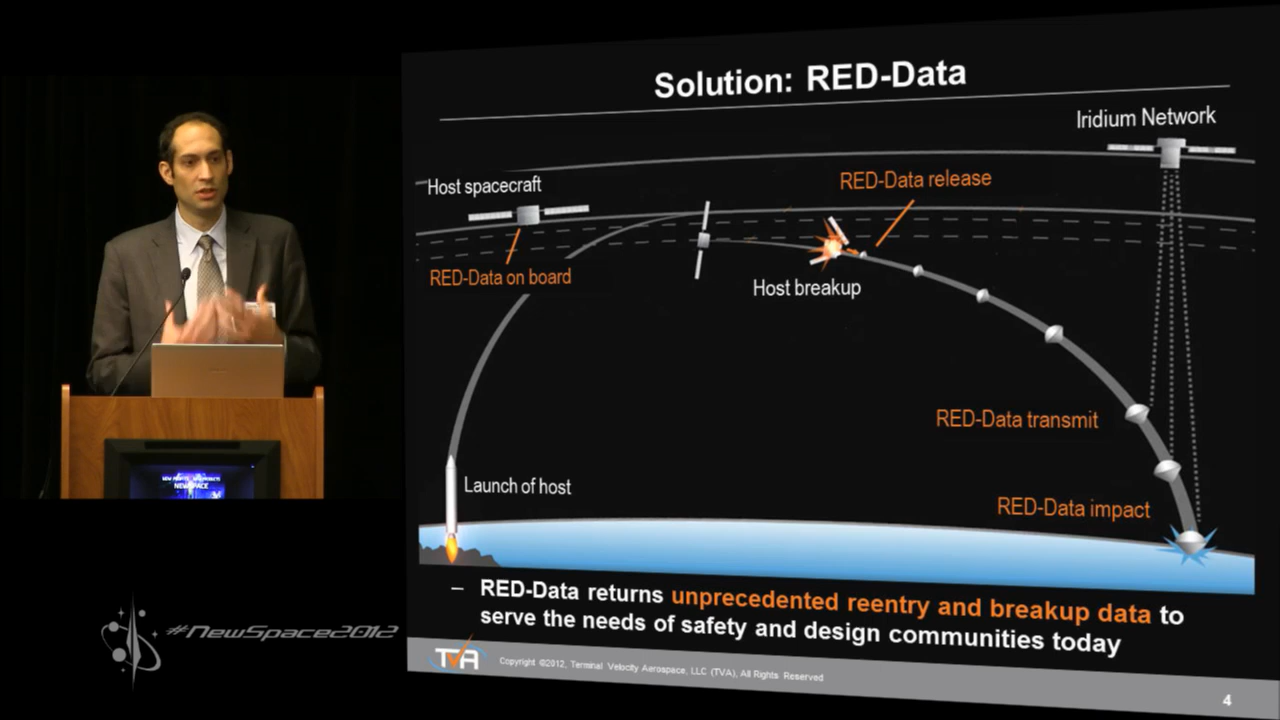 Solution: RED-Data
Iridium Network
Host spacecraft
RED-Data release
RED-Data on board
Host breakup
RED-Data transmit
Launch of host
RED-Data impact
– RED-Data returns unprecedented reentry and breakup data to
serve the needs of safety and design communities today
TVA
Copyright ©2012, Terminal Velocity Aerospace, LLC (TVA), All Rights Reserved
4
NEWSPACE
#NewSpace2012